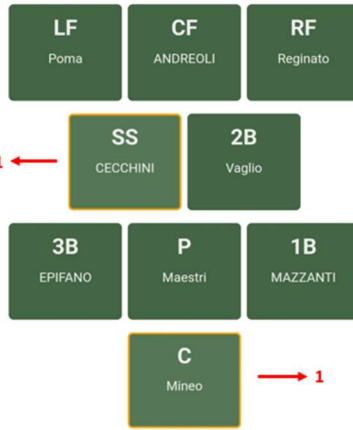 LF CF RF
Poma ANDREOLI Reginato
SS 2B
CECCHINI Vaglio
3B P 1B
EPIFANO Maestri MAZZANTI
C
Mineo
1